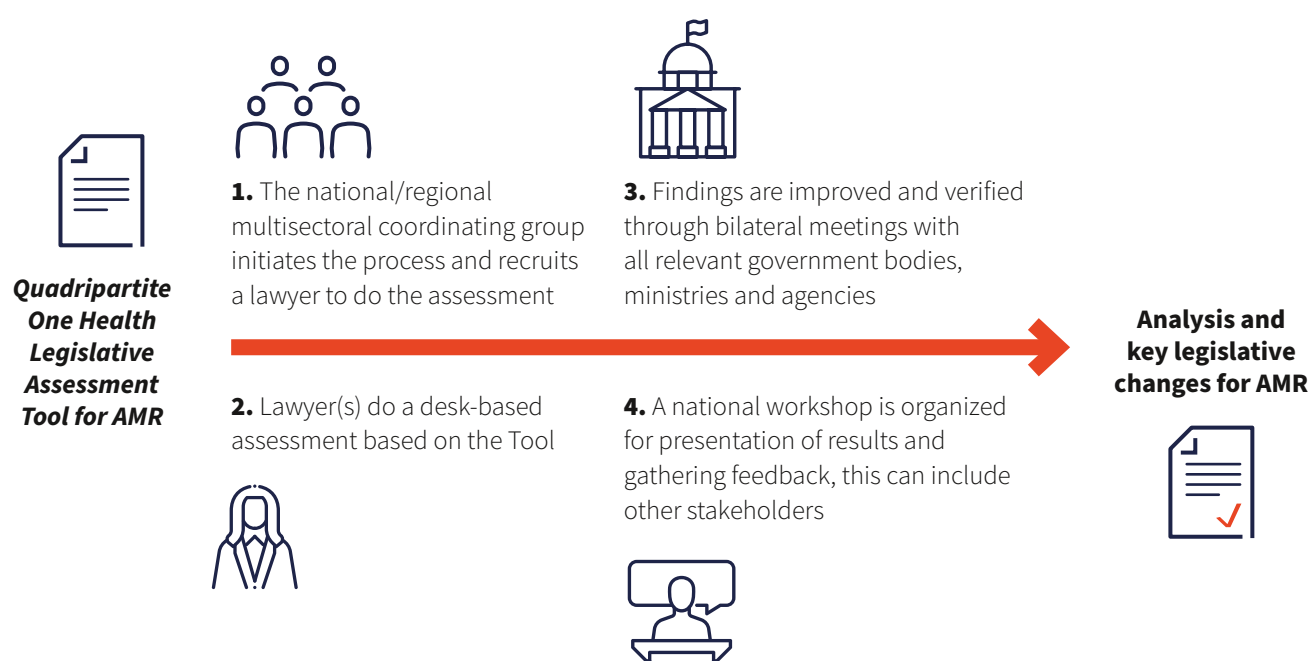 Quadripartite
One Health
Legislative
Assessment
Tool for AMR
1. The national/regional
multisectoral coordinating group
initiates the process and recruits
a lawyer to do the assessment
2. Lawyer(s) do a desk-based
assessment based on the Tool
3. Findings are improved and verified
through bilateral meetings with
all relevant government bodies,
ministries and agencies
4. A national workshop is organized
for presentation of results and
gathering feedback, this can include
other stakeholders
Analysis and
key legislative
changes for AMR